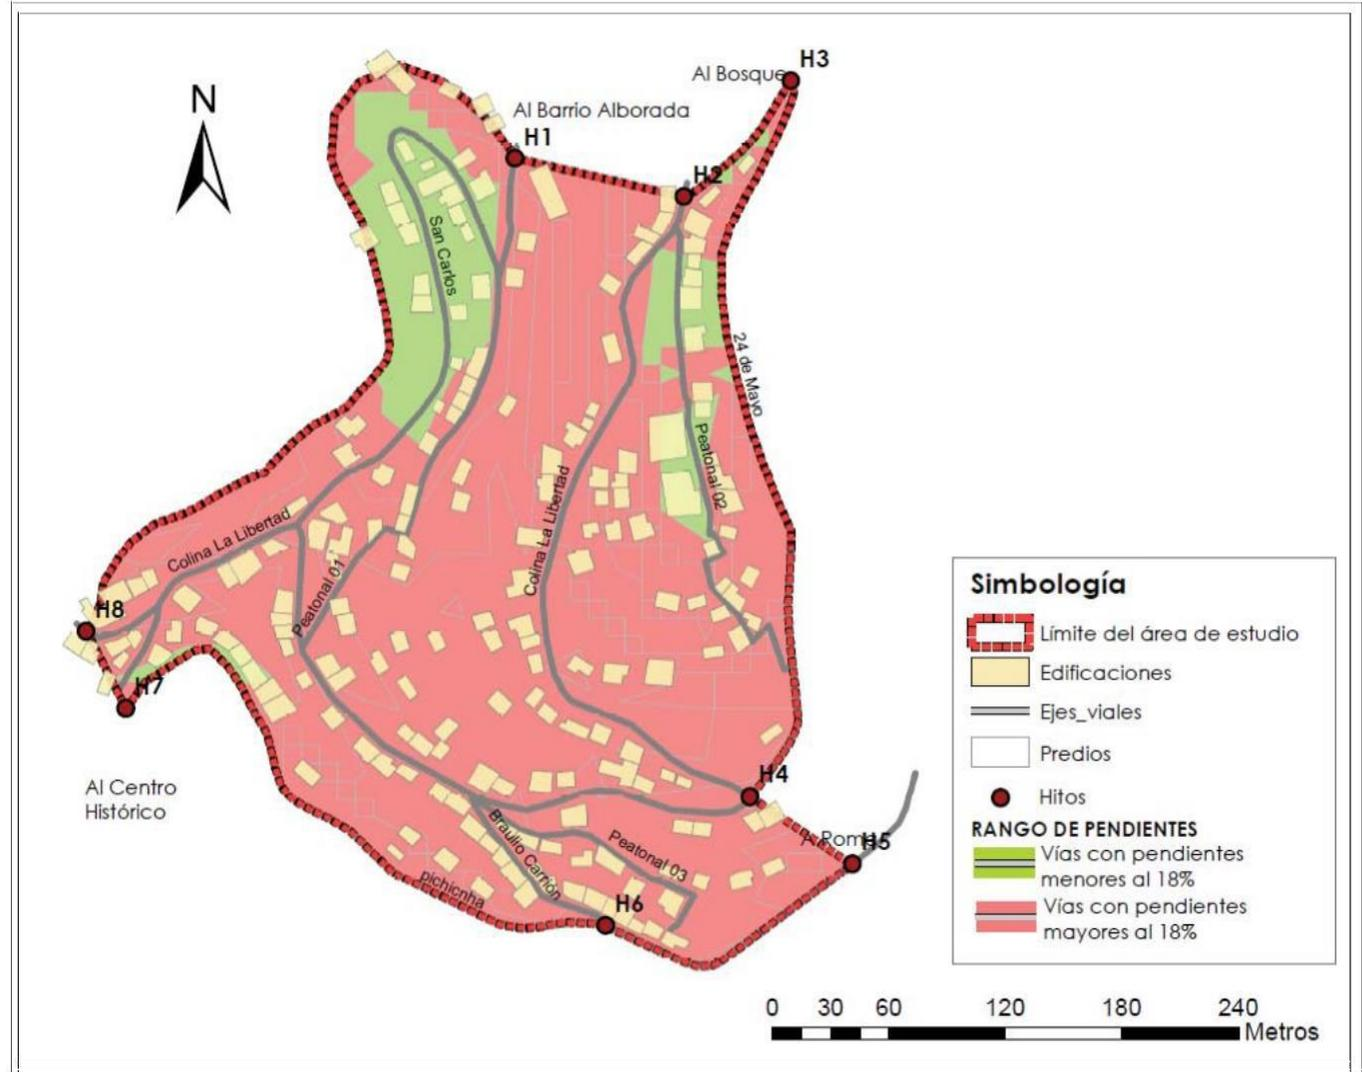 Al Bosque
H3
N
Al Barrio Alborada
H1
H2
San Carlos
24 de Mayo
Peatonal 02
Colina La Libertad
Colina La Libertad
Peatonal 01
H8
H7
Al Centro
Histórico
H4
H5
Braulio Carrión
Peatonal 03
pichicnha
H6
Simbología
Límite del área de estudio
Edificaciones
Ejes_viales
Predios
Hitos
RANGO DE PENDIENTES
Vías con pendientes
menores al 18%
Vías con pendientes
mayores al 18%
0 30 60 120 180 240
Metros